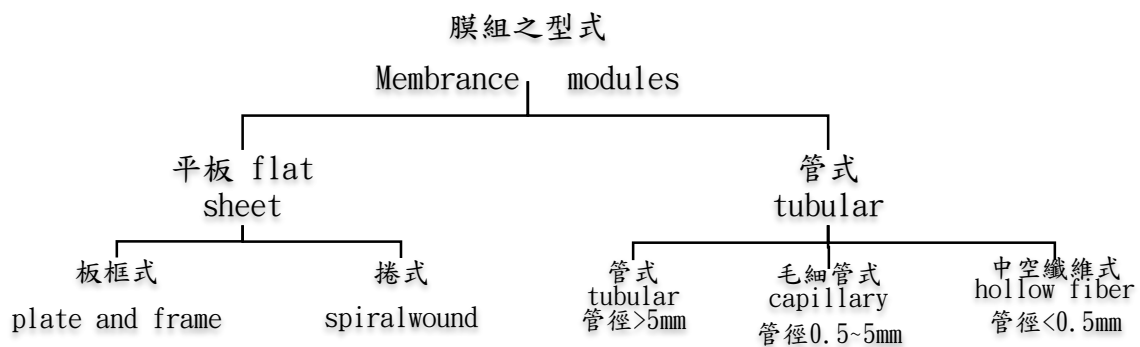 膜組之型式
Membrance modules
平板 flat
sheet
管式
tubular
板框式
plate and frame
捲式
spiralwound
管式
tubular
管徑>5mm
毛細管式
capillary
管徑0.5~5mm
中空纖維式
hollow fiber
管徑<0.5mm